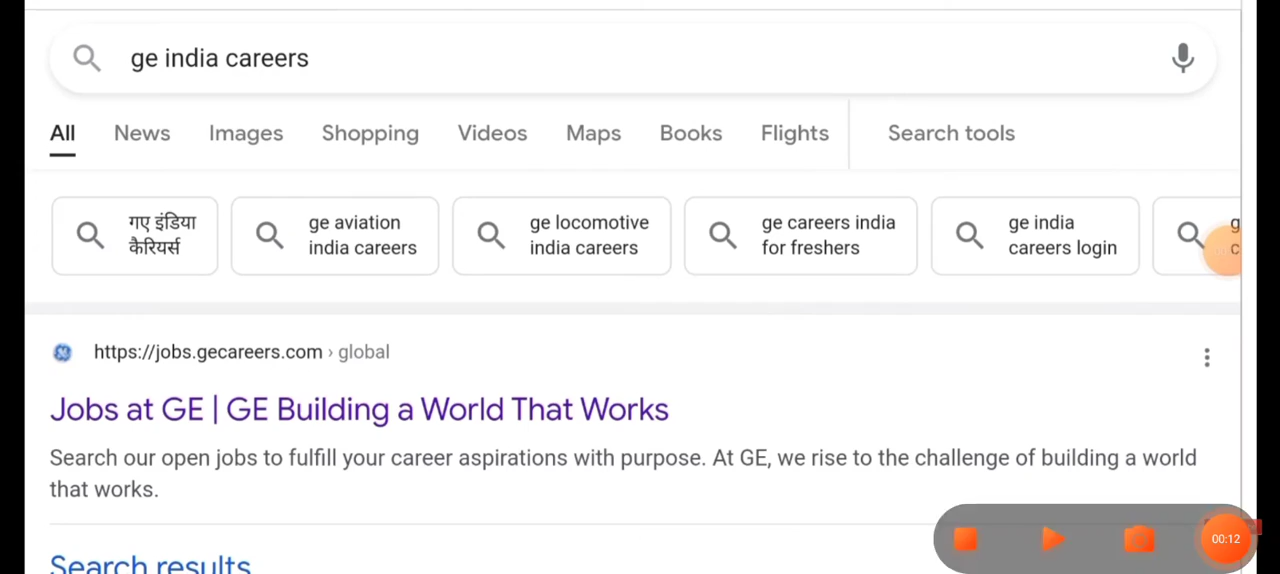 ge india careers
All News Images Shopping Videos Maps Books Flights Search tools
गए इंडिया
कैरियर्स
ge aviation
india careers
ge locomotive
india careers
ge careers india
for freshers
ge india
careers login
g
c
https://jobs.gecareers.com › global
Jobs at GE | GE Building a World That Works
Search our open jobs to fulfill your career aspirations with purpose. At GE, we rise to the challenge of building a world
that works.
Search results
00:12